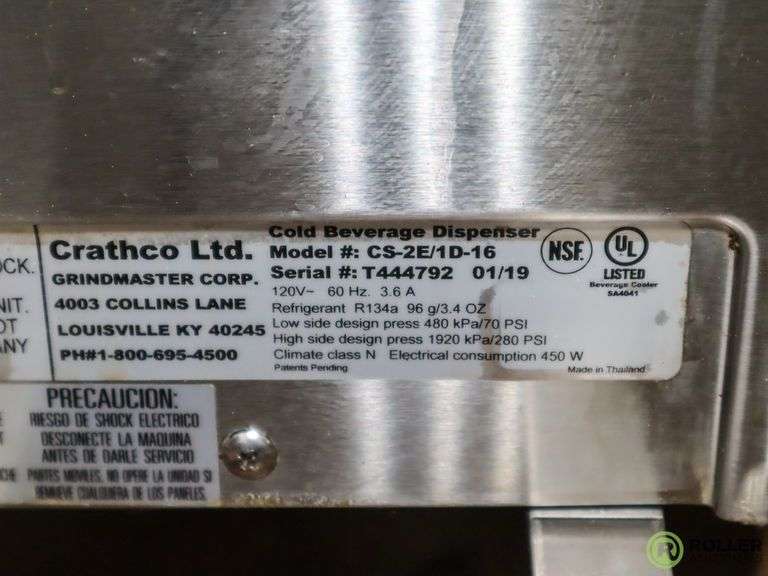 Crathco Ltd.
GRINDMASTER CORP.
4003 COLLINS LANE
LOUISVILLE KY 40245
PH#1-800-695-4500
Cold Beverage Dispenser
Model #: CS-2E/1D-16
Serial #: T444792 01/19
120V~ 60 Hz. 3.6 A
Refrigerant R134a 96 g/3.4 OZ
Low side design press 480 kPa/70 PSI
High side design press 1920 kPa/280 PSI
Climate class N Electrical consumption 450 W
Patents Pending
NSF
UL
LISTED
Beverage Cooler
SA4041
Made in Thailand
OCK.
NIT.
OT
ANY
PRECAUCION:
RIESGO DE SHOCK ELECTRICO
DESCONECTE LA MAQUINA
ANTES DE DARLE SERVICIO
PARTES MOVILES, NO OPERE LA UNIDAD SI
REMUEVE CUALQUIERA DE LOS PANELES.
R ROLLER